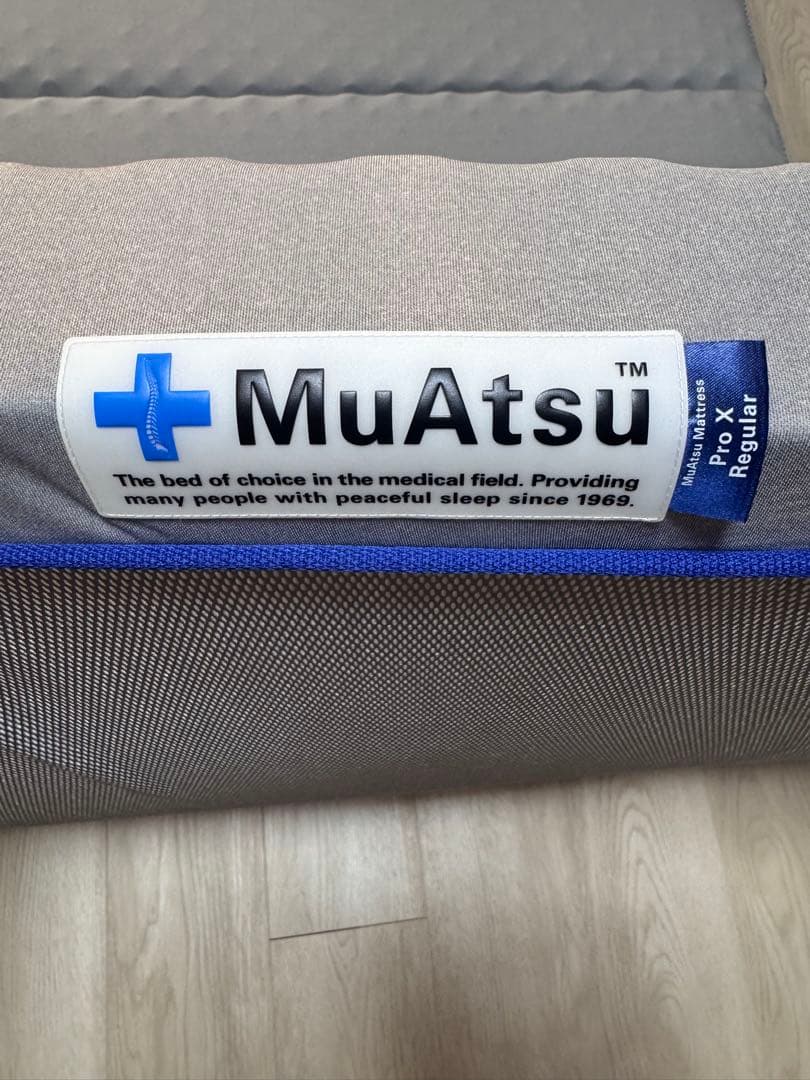 MuAtsu™
The bed of choice in the medical field. Providing
many people with peaceful sleep since 1969.
MuAtsu Mattress
Pro X
Regular